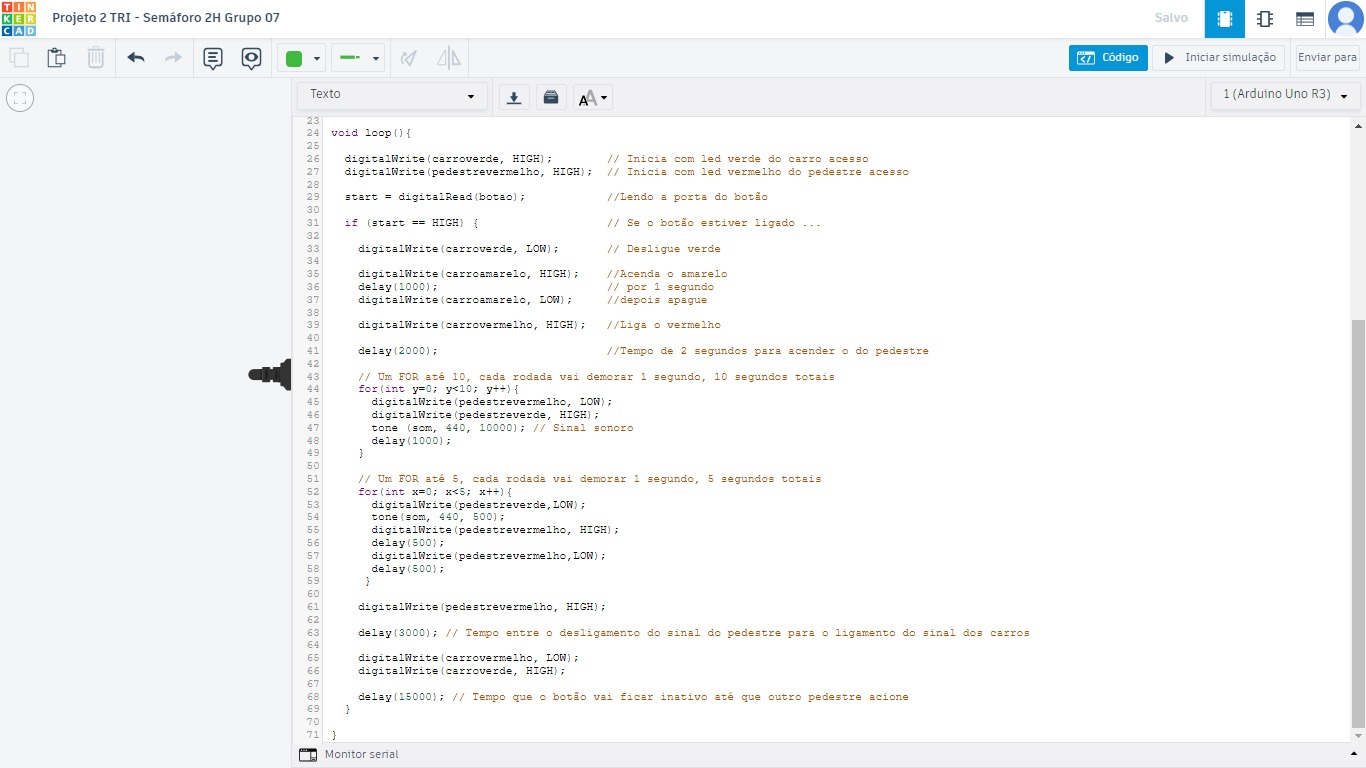 TIN
KER
CAD
Projeto 2 TRI - Semáforo 2H Grupo 07
Salvo
Código
Iniciar simulação
Enviar para
Texto
AA
1 (Arduino Uno R3)
23
24 void loop(){
25
26 digitalWrite(carroverde, HIGH); // Inicia com led verde do carro acesso
27 digitalWrite(pedestrevermelho, HIGH); // Inicia com led vermelho do pedestre acesso
28
29 start = digitalRead(botao); //Lendo a porta do botão
30
31 if (start == HIGH) { // Se o botão estiver ligado ...
32
33 digitalWrite(carroverde, LOW); // Desligue verde
34
35 digitalWrite(carroamarelo, HIGH); //Acenda o amarelo
36 delay(1000); // por 1 segundo
37 digitalWrite(carroamarelo, LOW); //depois apague
38
39 digitalWrite(carrovermelho, HIGH); //Liga o vermelho
40
41 delay(2000); //Tempo de 2 segundos para acender o do pedestre
42
43 // Um FOR até 10, cada rodada vai demorar 1 segundo, 10 segundos totais
44 for(int y=0; y<10; y++){
45 digitalWrite(pedestrevermelho, LOW);
46 digitalWrite(pedestreverde, HIGH);
47 tone (som, 440, 10000); // Sinal sonoro
48 delay(1000);
49 }
50
51 // Um FOR até 5, cada rodada vai demorar 1 segundo, 5 segundos totais
52 for(int x=0; x<5; x++){
53 digitalWrite(pedestreverde,LOW);
54 tone(som, 440, 500);
55 digitalWrite(pedestrevermelho, HIGH);
56 delay(500);
57 digitalWrite(pedestrevermelho,LOW);
58 delay(500);
59 }
60
61 digitalWrite(pedestrevermelho, HIGH);
62
63 delay(3000); // Tempo entre o desligamento do sinal do pedestre para o ligamento do sinal dos carros
64
65 digitalWrite(carrovermelho, LOW);
66 digitalWrite(carroverde, HIGH);
67
68 delay(15000); // Tempo que o botão vai ficar inativo até que outro pedestre acione
69 }
70
71 }
Monitor serial